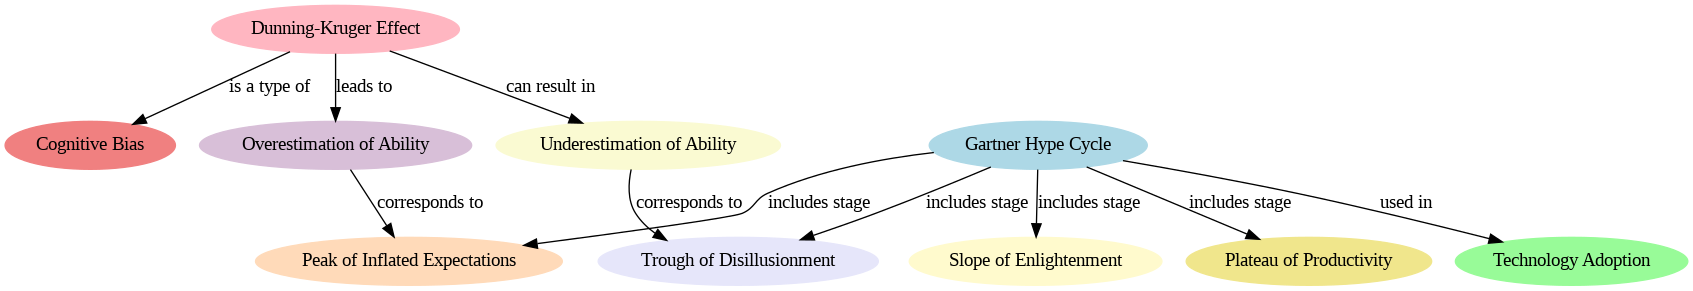 Dunning-Kruger Effect
is a type of
leads to
can result in
Cognitive Bias
Overestimation of Ability
Underestimation of Ability
Gartner Hype Cycle
corresponds to
corresponds to
includes stage
includes stage
includes stage
includes stage
used in
Peak of Inflated Expectations
Trough of Disillusionment
Slope of Enlightenment
Plateau of Productivity
Technology Adoption